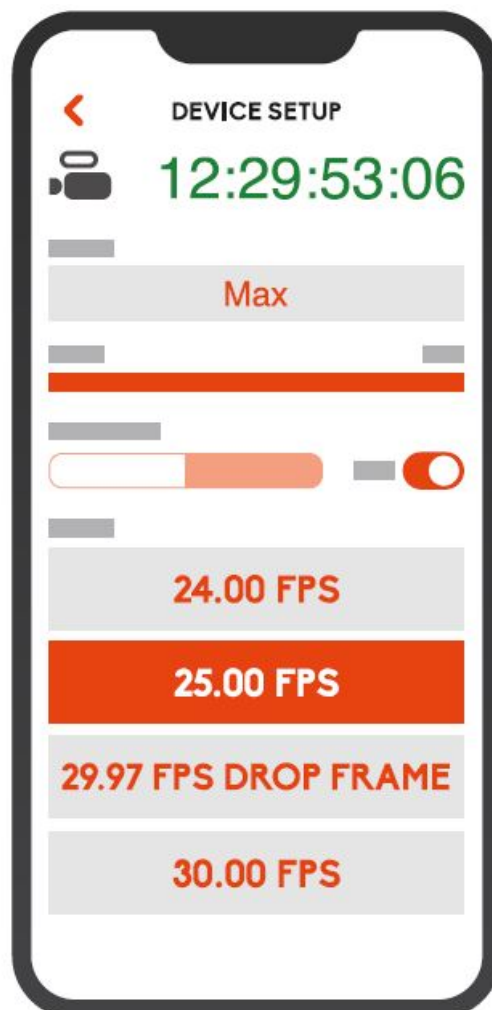 DEVICE SETUP
12:29:53:06
Max
24.00 FPS
25.00 FPS
29.97 FPS DROP FRAME
30.00 FPS